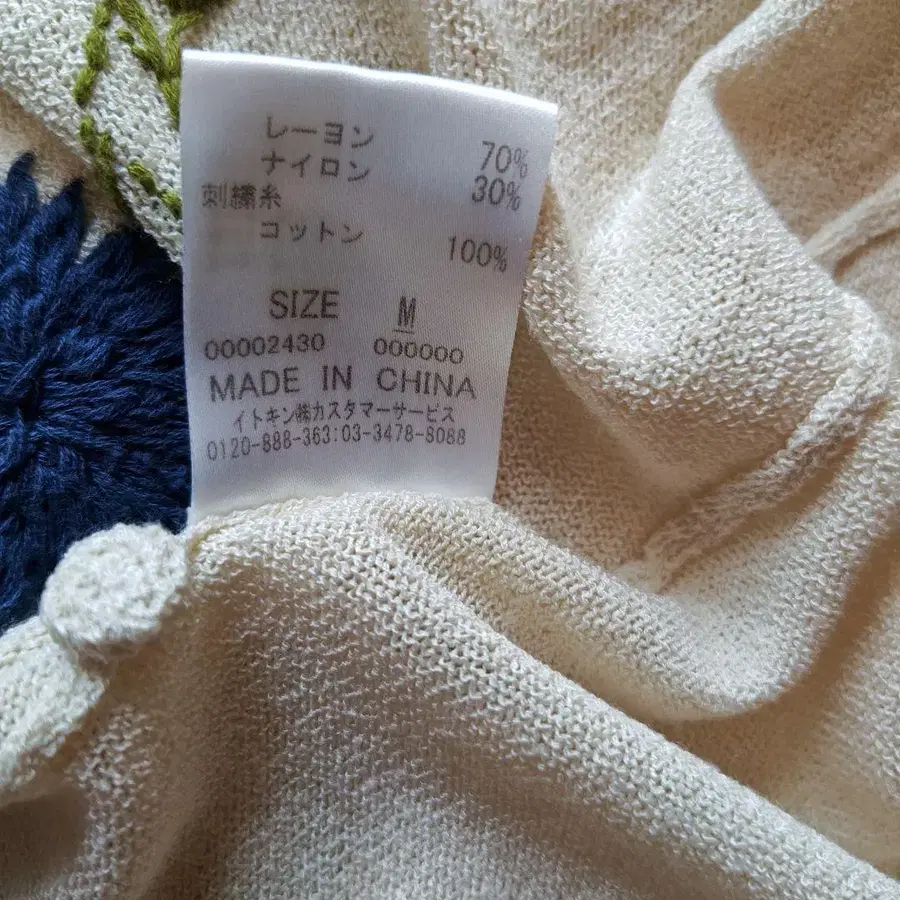 レーヨン 70%
ナイロン 30%
刺繍糸
コットン 100%
SIZE M
00002430 000000
MADE IN CHINA
イトキン㈱カスタマーサービス
0120-888-363:03-3478-8088